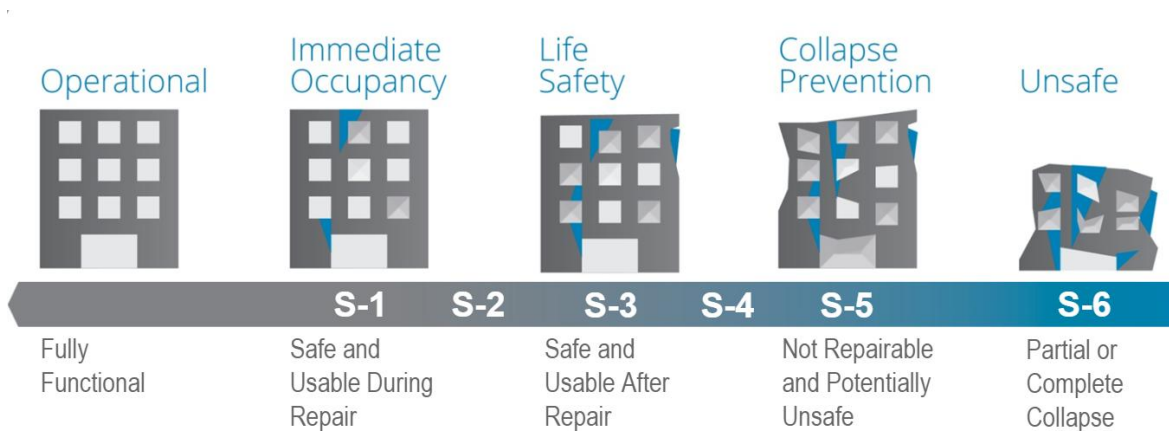 Operational
Immediate
Occupancy
Life
Safety
Collapse
Prevention
Unsafe
S-1
S-2
S-3
S-4
S-5
S-6
Fully
Functional
Safe and
Usable During
Repair
Safe and
Usable After
Repair
Not Repairable
and Potentially
Unsafe
Partial or
Complete
Collapse